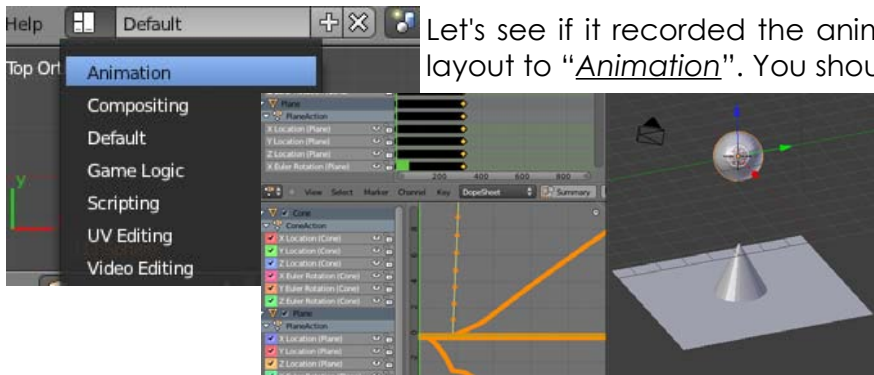 Help
Default
Let's see if it recorded the anim
layout to “Animation”. You shou
Top Ort
Animation
Compositing
Default
Game Logic
Scripting
UV Editing
Video Editing
y
Plane
PlaneAction
X Location (Plane)
Y Location (Plane)
Z Location (Plane)
X Euler Rotation (Plane)
200 400 600 800
View Select Marker Channel Key DopeSheet Summary
Cone
ConeAction
X Location (Cone)
Y Location (Cone)
Z Location (Cone)
X Euler Rotation (Cone)
Y Euler Rotation (Cone)
Z Euler Rotation (Cone)
Plane
PlaneAction
X Location (Plane)
Y Location (Plane)
Z Location (Plane)